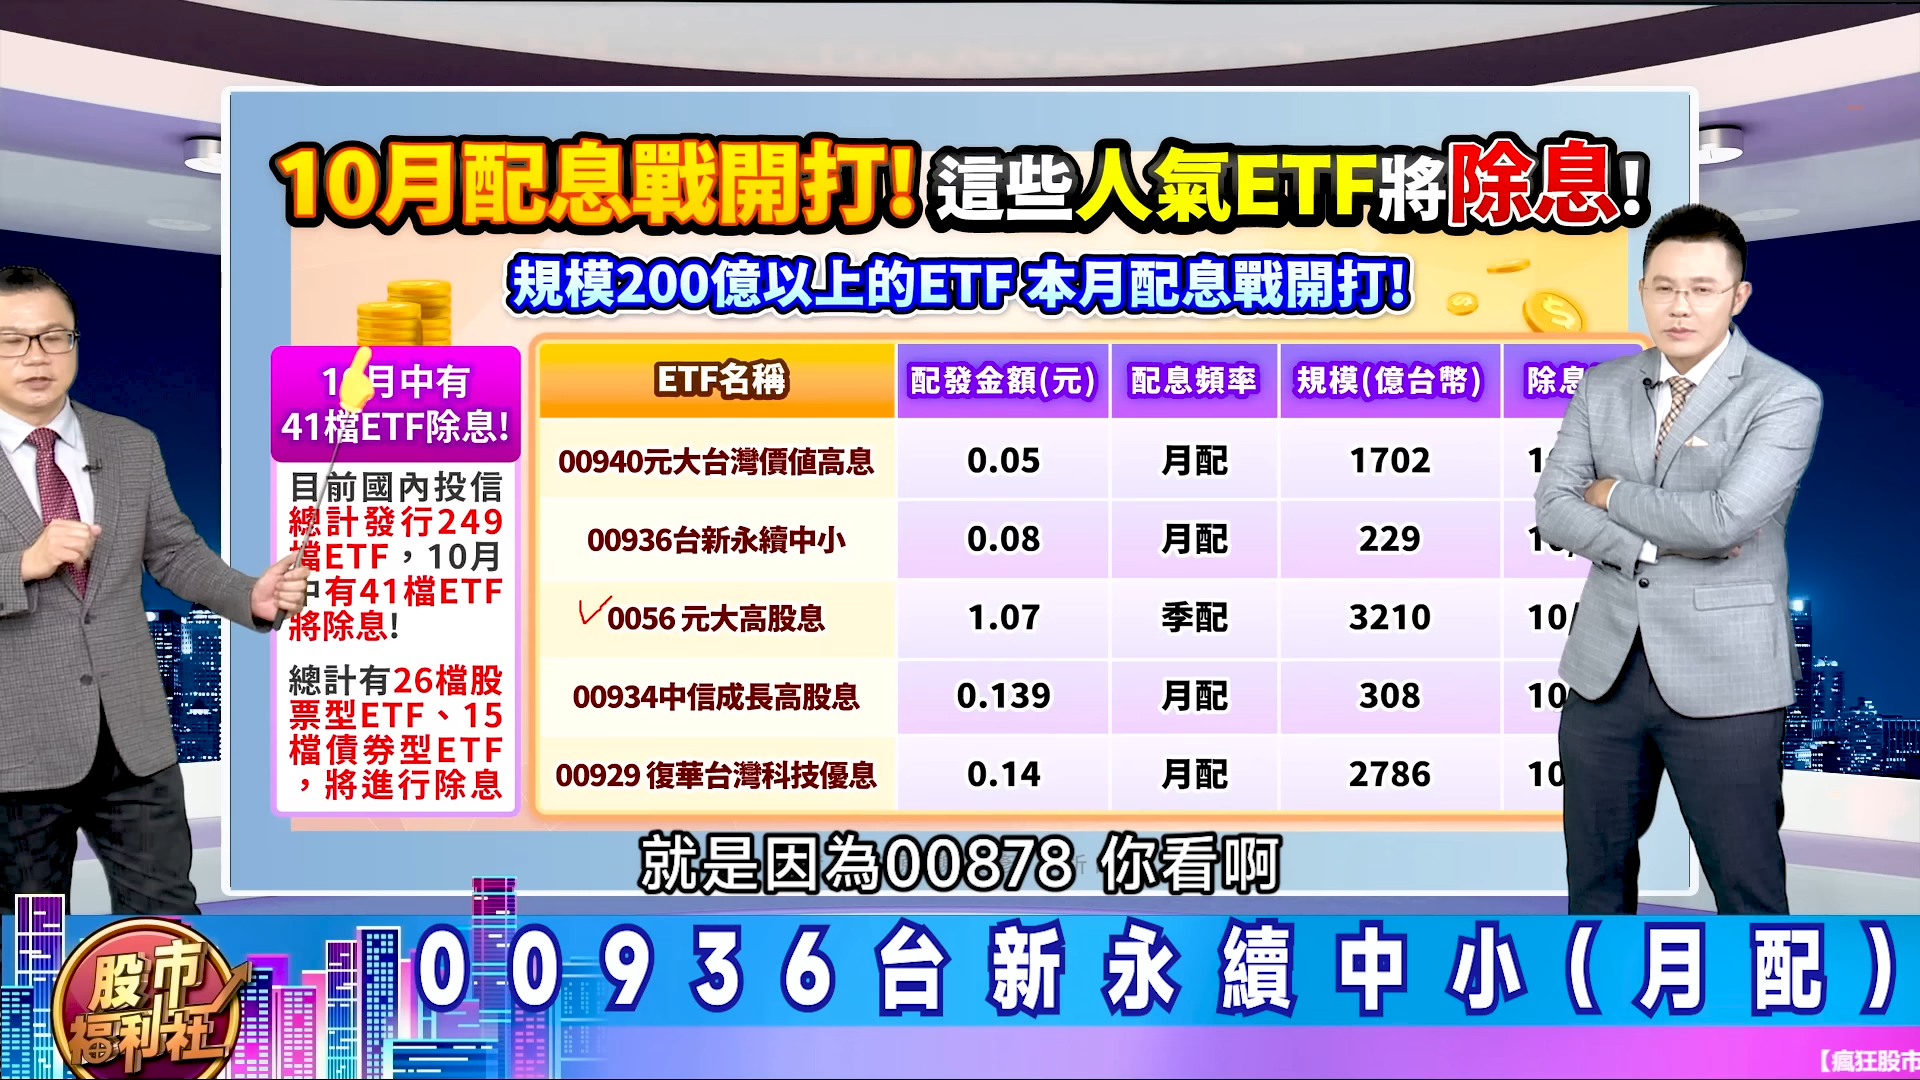 10月配息戰開打! 這些人氣ETF將除息!
規模200億以上的ETF 本月配息戰開打!
10月中有
41檔ETF除息!
目前國內投信
總計發行249
檔ETF，10月
中有41檔ETF
將除息!
總計有26檔股
票型ETF、15
檔債券型ETF
，將進行除息
ETF名稱 配發金額(元) 配息頻率 規模(億台幣) 除息
00940元大台灣價值高息 0.05 月配 1702
00936台新永續中小 0.08 月配 229 10/
0056 元大高股息 1.07 季配 3210 10/
00934中信成長高股息 0.139 月配 308 10
00929 復華台灣科技優息 0.14 月配 2786 10
就是因為00878 你看啊
00936台新永續中小(月配)
股市
福利社
【瘋狂股市